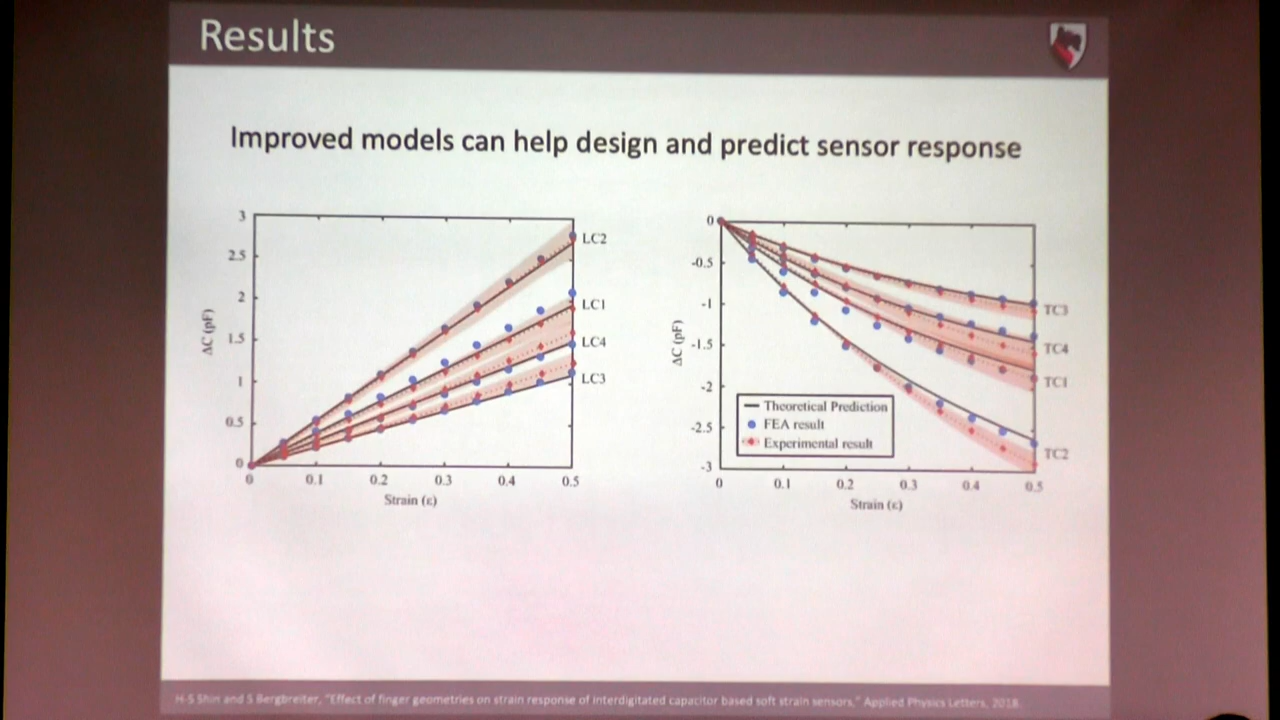 Results
Improved models can help design and predict sensor response
3
2.5
2
1.5
1
0.5
0
ΔC (pF)
0
0.1
0.2
0.3
0.4
0.5
Strain (ε)
LC2
LC1
LC4
LC3
0
-0.5
-1
-1.5
-2
-2.5
-3
ΔC (pF)
0
0.1
0.2
0.3
0.4
0.5
Strain (ε)
TC3
TC4
TC1
TC2
Theoretical Prediction
FEA result
Experimental result
H-S Shin and S Bergbreiter, "Effect of finger geometries on strain response of interdigitated capacitor based soft strain sensors," Applied Physics Letters, 2018.